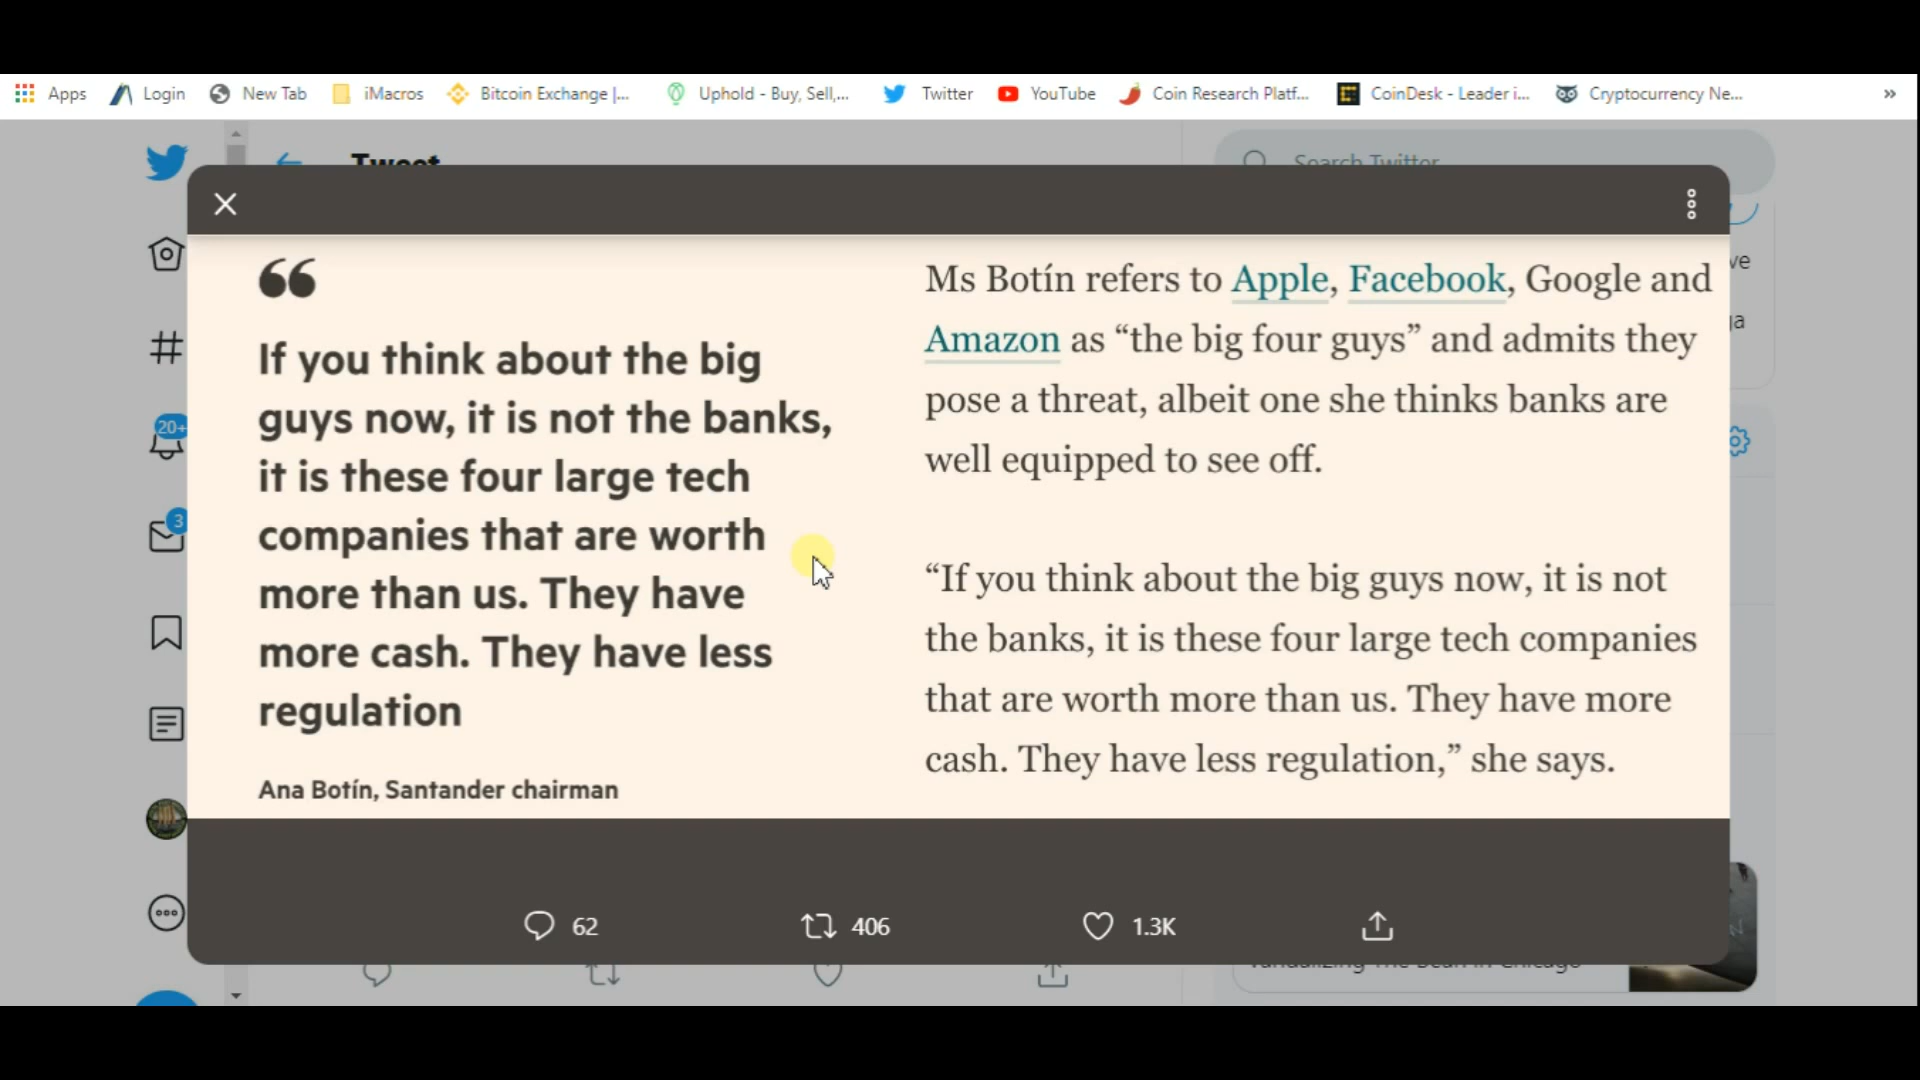 Apps Login New Tab iMacros Bitcoin Exchange |... Uphold - Buy, Sell,... Twitter YouTube Coin Research Platf... CoinDesk - Leader i... Cryptocurrency Ne... »
Tweet
Search Twitter
20+
3
“
If you think about the big
guys now, it is not the banks,
it is these four large tech
companies that are worth
more than us. They have
more cash. They have less
regulation
Ana Botín, Santander chairman
Ms Botín refers to Apple, Facebook, Google and
Amazon as “the big four guys” and admits they
pose a threat, albeit one she thinks banks are
well equipped to see off.
“If you think about the big guys now, it is not
the banks, it is these four large tech companies
that are worth more than us. They have more
cash. They have less regulation,” she says.
62 406 1.3K